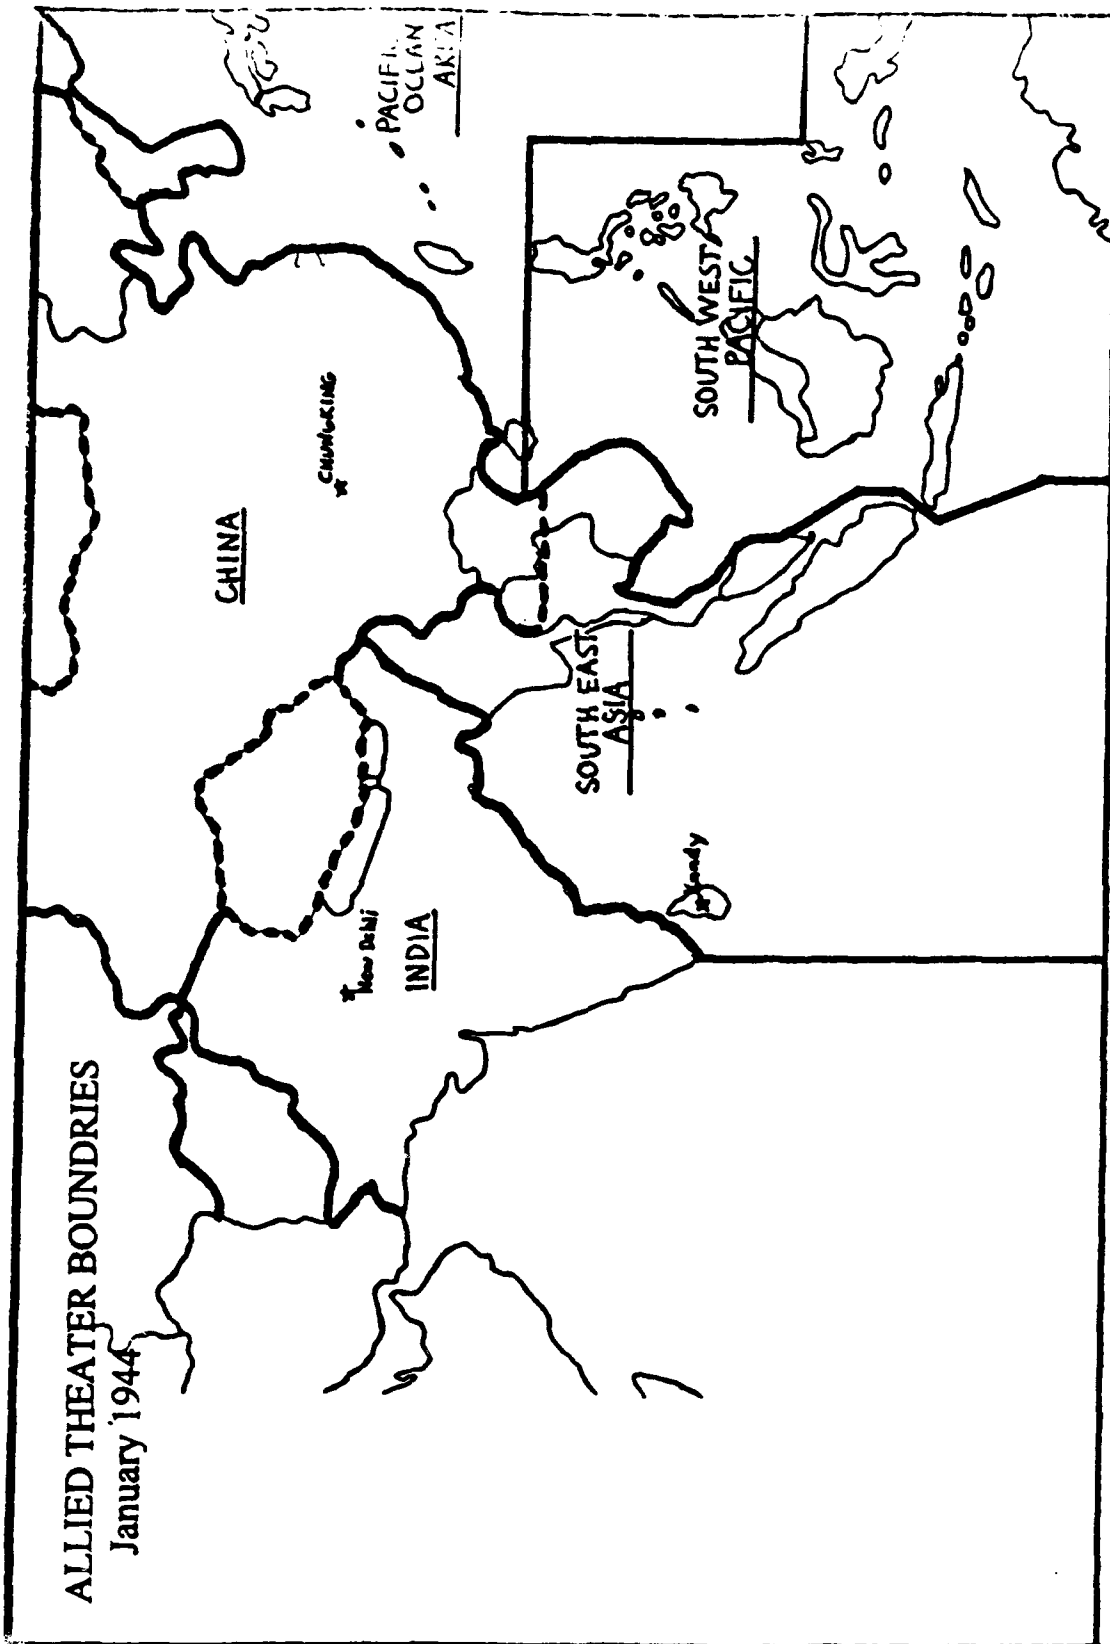 ALLIED THEATER BOUNDRIES
January 1944
CHINA
CHUNGKING
PACIFIC
OCEAN
AREA
New Delhi
INDIA
SOUTH EAST
ASIA
SOUTH WEST
PACIFIC
Kandy